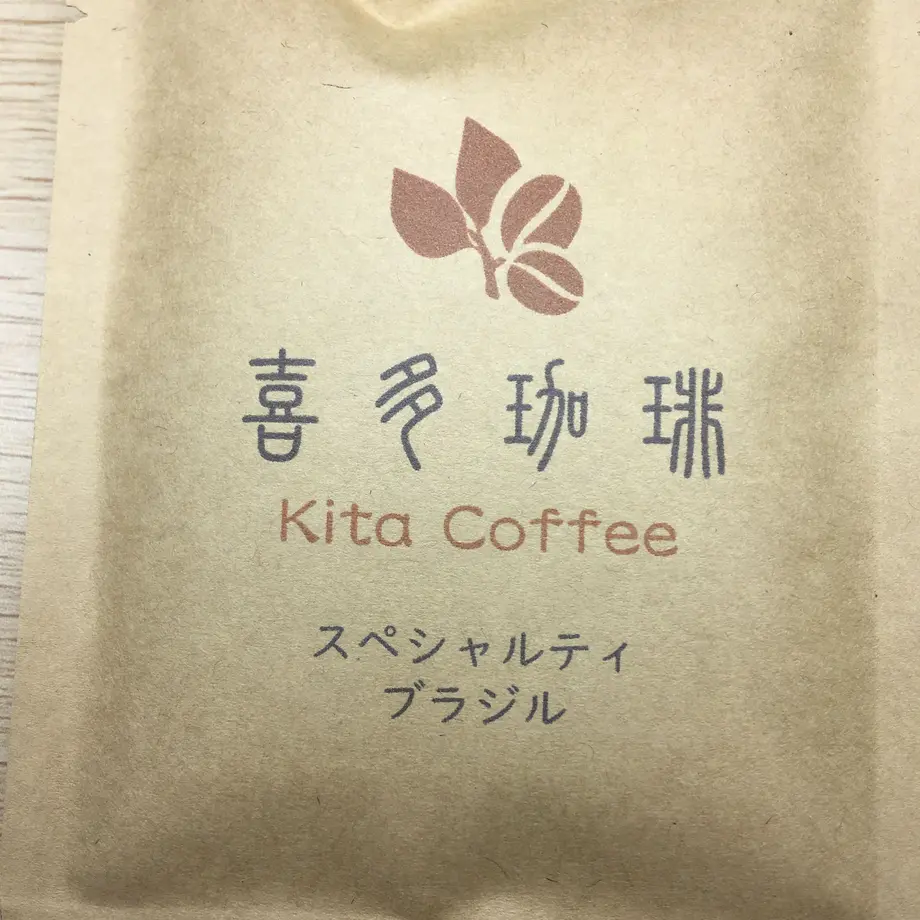 喜多珈琲
Kita Coffee
スペシャルティ
ブラジル